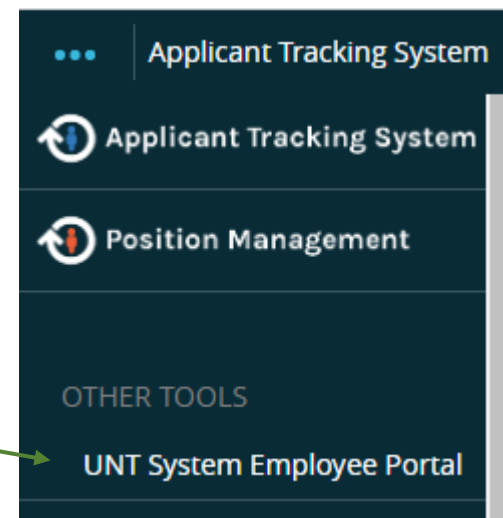 Applicant Tracking System
Applicant Tracking System
Position Management
OTHER TOOLS
UNT System Employee Portal